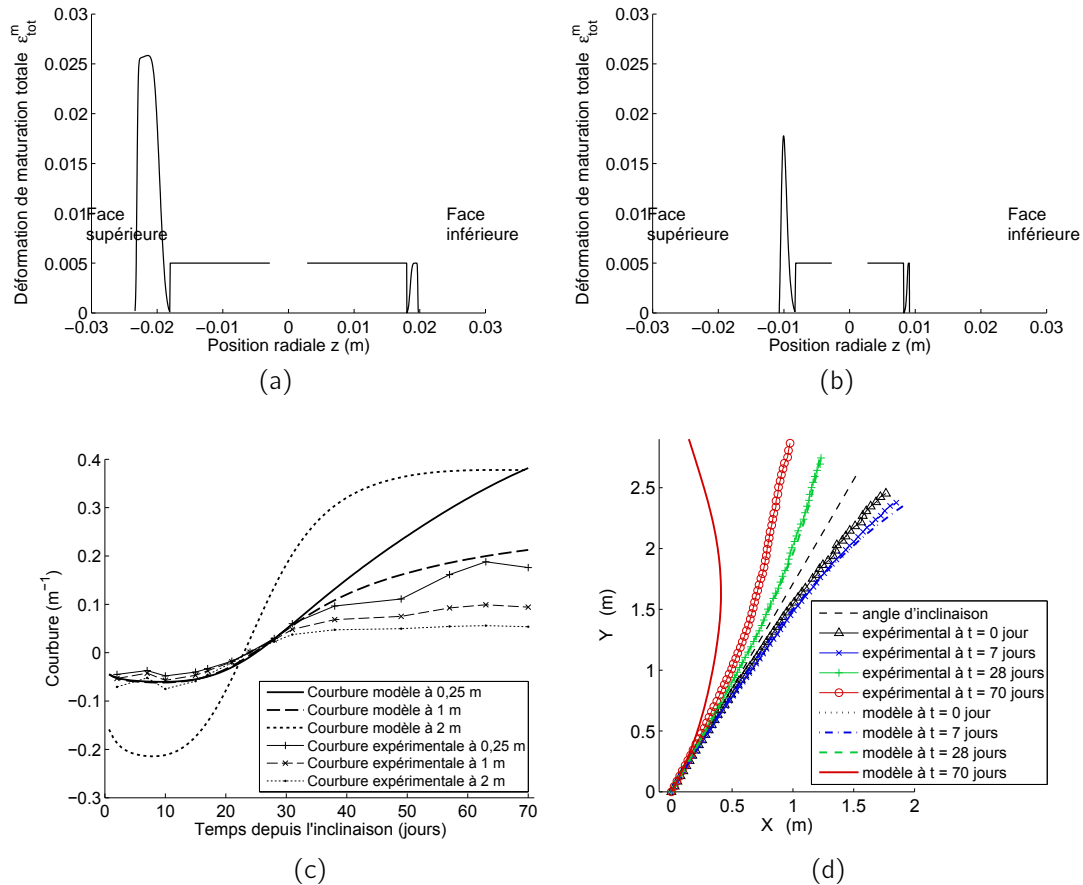 0.03
0.025
0.02
0.015
0.01
0.005
0
Déformation de maturation totale ε^m_tot
Face
supérieure
Face
inférieure
−0.03
−0.02
−0.01
0
0.01
0.02
0.03
Position radiale z (m)
(a)
0.03
0.025
0.02
0.015
0.01
0.005
0
Déformation de maturation totale ε^m_tot
Face
supérieure
Face
inférieure
−0.03
−0.02
−0.01
0
0.01
0.02
0.03
Position radiale z (m)
(b)
0.4
0.3
0.2
0.1
0
−0.1
−0.2
−0.3
Courbure (m⁻¹)
Courbure modèle à 0,25 m
Courbure modèle à 1 m
Courbure modèle à 2 m
Courbure expérimentale à 0,25 m
Courbure expérimentale à 1 m
Courbure expérimentale à 2 m
0
10
20
30
40
50
60
70
Temps depuis l'inclinaison (jours)
(c)
2.5
2
1.5
1
0.5
0
Y (m)
angle d'inclinaison
expérimental à t = 0 jour
expérimental à t = 7 jours
expérimental à t = 28 jours
expérimental à t = 70 jours
modèle à t = 0 jour
modèle à t = 7 jours
modèle à t = 28 jours
modèle à t = 70 jours
0
0.5
1
1.5
2
X (m)
(d)